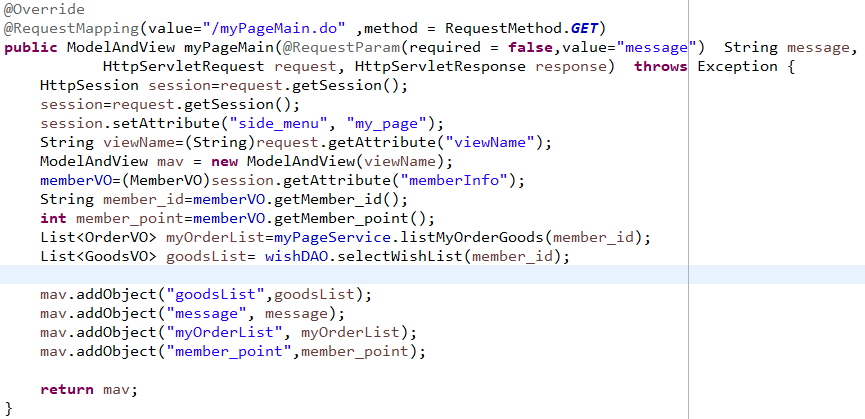 @Override
@RequestMapping(value="/myPageMain.do" ,method = RequestMethod.GET)
public ModelAndView myPageMain(@RequestParam(required = false,value="message")  String message,
           HttpServletRequest request, HttpServletResponse response)  throws Exception {
    HttpSession session=request.getSession();
    session=request.getSession();
    session.setAttribute("side_menu", "my_page");
    String viewName=(String)request.getAttribute("viewName");
    ModelAndView mav = new ModelAndView(viewName);
    memberVO=(MemberVO)session.getAttribute("memberInfo");
    String member_id=memberVO.getMember_id();
    int member_point=memberVO.getMember_point();
    List<OrderVO> myOrderList=myPageService.listMyOrderGoods(member_id);
    List<GoodsVO> goodsList= wishDAO.selectWishList(member_id);

    mav.addObject("goodsList",goodsList);
    mav.addObject("message", message);
    mav.addObject("myOrderList", myOrderList);
    mav.addObject("member_point",member_point);

    return mav;
}